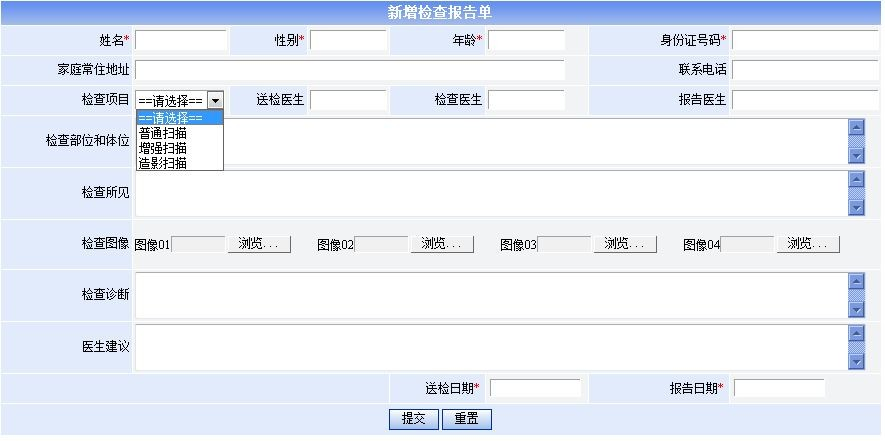 新增检查报告单
姓名* 性别* 年龄* 身份证号码*
家庭常住地址 联系电话
检查项目 ==请选择== 送检医生 检查医生 报告医生
==请选择==
普通扫描
增强扫描
造影扫描
检查部位和体位
检查所见
检查图像 图像01 浏览... 图像02 浏览... 图像03 浏览... 图像04 浏览...
检查诊断
医生建议
送检日期* 报告日期*
提交 重置